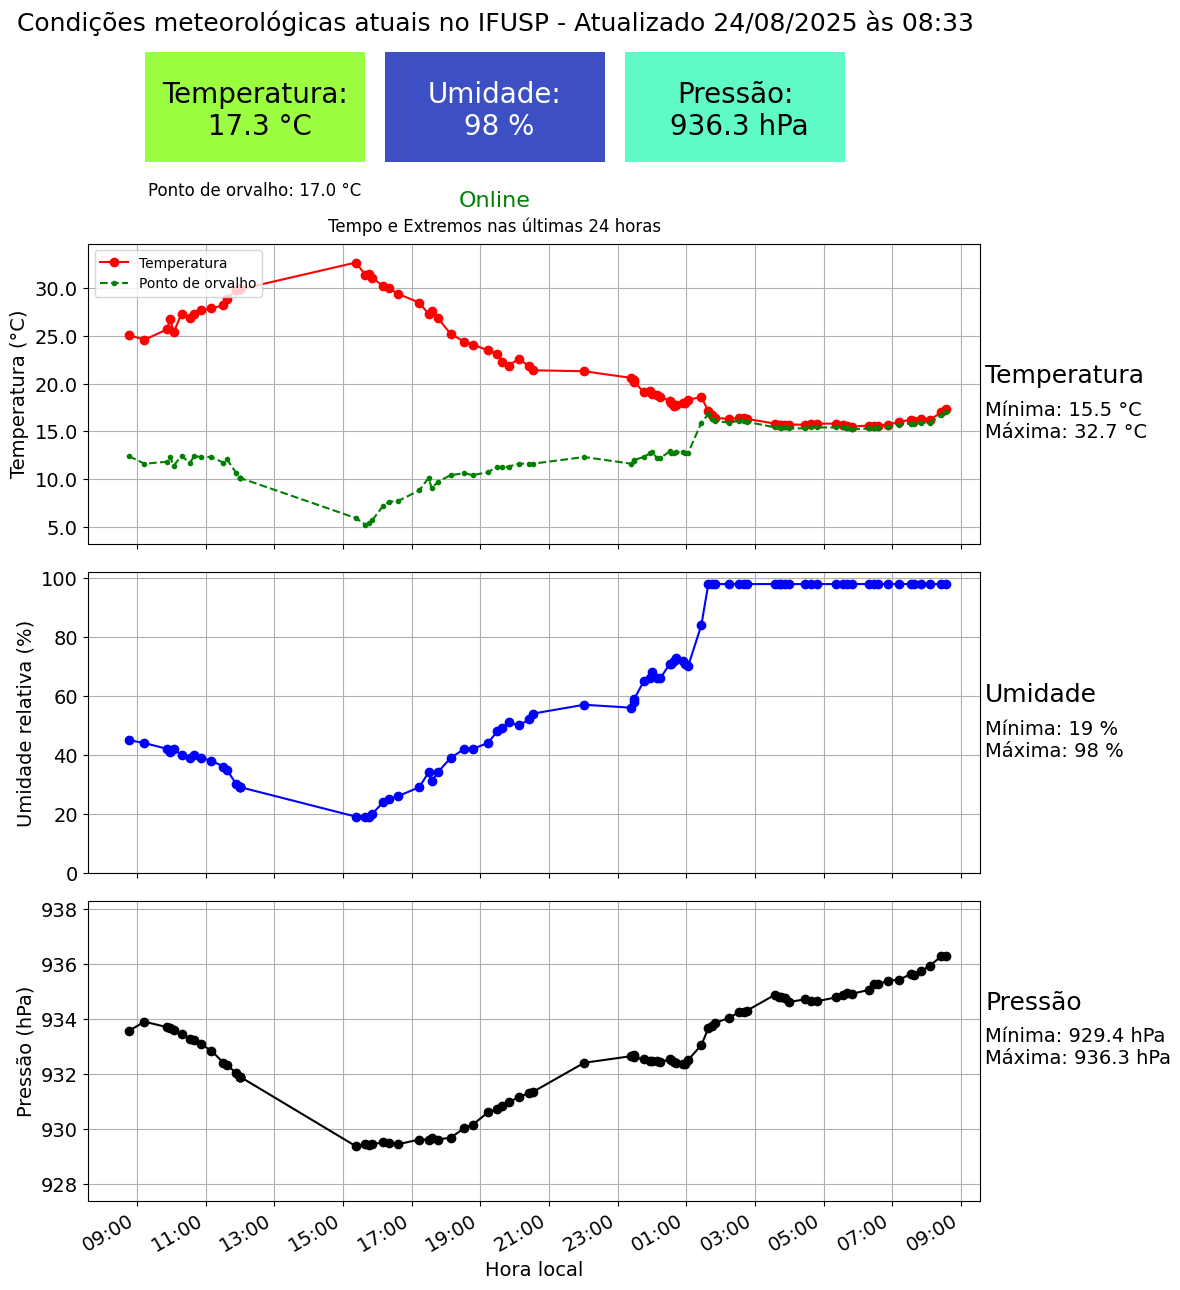 Condições meteorológicas atuais no IFUSP - Atualizado 24/08/2025 às 08:33
Temperatura:
17.3 °C
Umidade:
98 %
Pressão:
936.3 hPa
Ponto de orvalho: 17.0 °C
Online
Tempo e Extremos nas últimas 24 horas
Temperatura
Ponto de orvalho
30.0
25.0
20.0
15.0
10.0
5.0
Temperatura (°C)
Temperatura
Mínima: 15.5 °C
Máxima: 32.7 °C
100
80
60
40
20
0
Umidade relativa (%)
Umidade
Mínima: 19 %
Máxima: 98 %
938
936
934
932
930
928
Pressão (hPa)
Pressão
Mínima: 929.4 hPa
Máxima: 936.3 hPa
09:00
11:00
13:00
15:00
17:00
19:00
21:00
23:00
01:00
03:00
05:00
07:00
09:00
Hora local